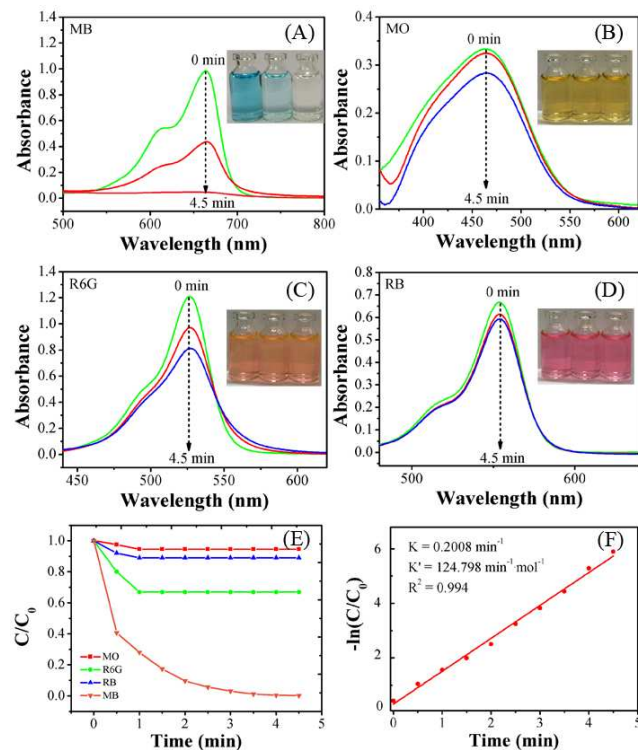 MB
(A)
0 min
4.5 min
1.4
1.2
1.0
0.8
0.6
0.4
0.2
0.0
500
600
700
800
Absorbance
Wavelength (nm)
MO
(B)
0 min
4.5 min
0.4
0.3
0.2
0.1
0.0
400
450
500
550
600
Absorbance
Wavelength (nm)
R6G
(C)
0 min
4.5 min
1.4
1.2
1.0
0.8
0.6
0.4
0.2
0.0
450
500
550
600
Absorbance
Wavelength (nm)
RB
(D)
0 min
4.5 min
0.8
0.7
0.6
0.5
0.4
0.3
0.2
0.1
0.0
500
600
Absorbance
Wavelength (nm)
(E)
1.0
0.8
0.6
0.4
0.2
0.0
MO
R6G
RB
MB
0
1
2
3
4
5
C/C0
Time (min)
(F)
K = 0.2008 min⁻¹
K' = 124.798 min⁻¹·mol⁻¹
R² = 0.994
6
4
2
0
0
1
2
3
4
5
-ln(C/C₀)
Time (min)